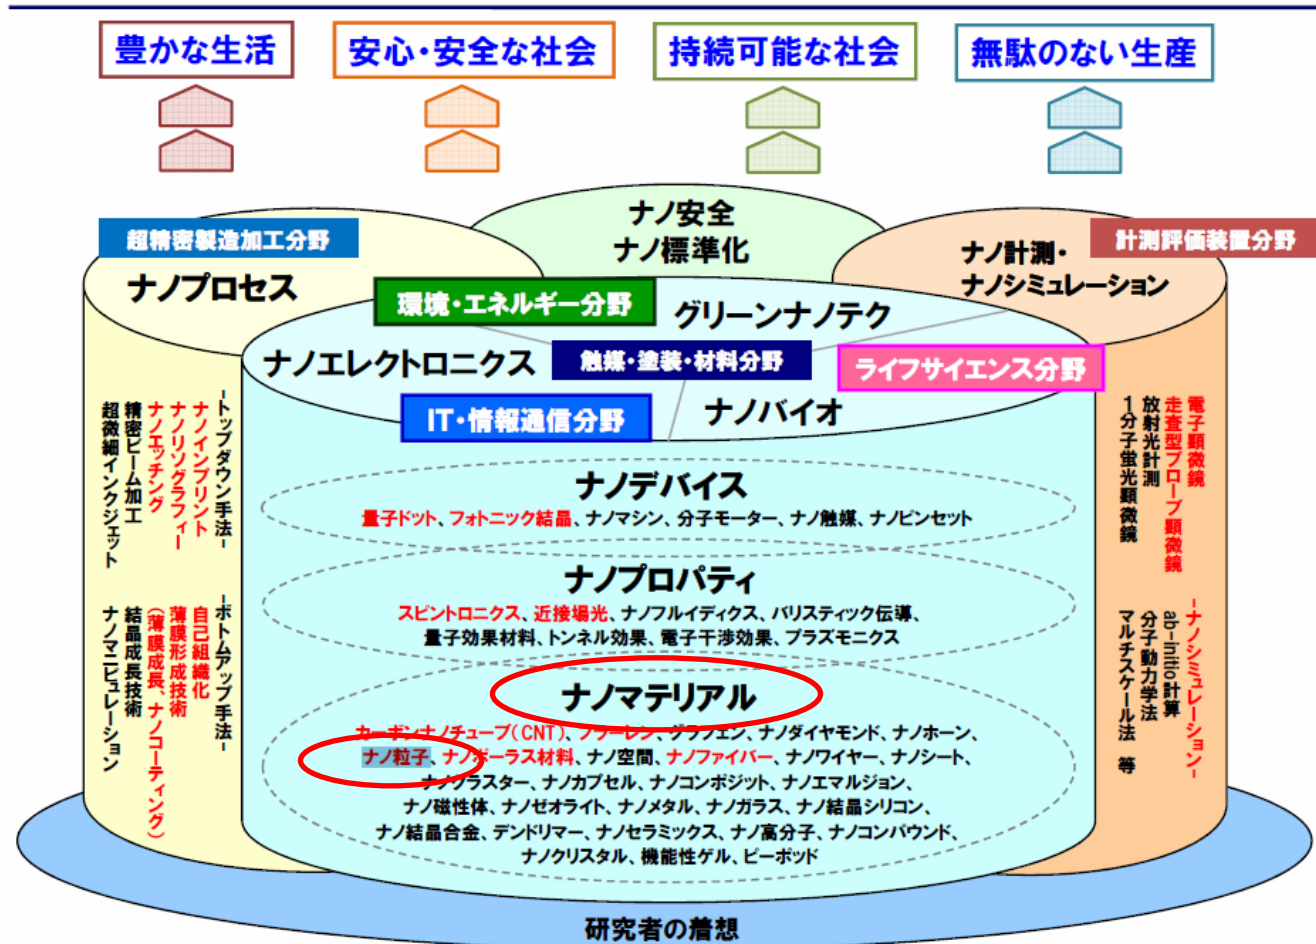 豊かな生活
安心・安全な社会
持続可能な社会
無駄のない生産
ナノ安全
ナノ標準化
超精密製造加工分野
ナノプロセス
計測評価装置分野
ナノ計測・
ナノシミュレーション
環境・エネルギー分野
グリーンナノテク
ナノエレクトロニクス
触媒・塗装・材料分野
ライフサイエンス分野
IT・情報通信分野
ナノバイオ
-トップダウン手法-
ナノインプリント
ナノリソグラフィー
ナノエッチング
精密ビーム加工
超微細インクジェット
-ボトムアップ手法-
自己組織化
薄膜形成技術
(薄膜成長、ナノコーティング)
結晶成長技術
ナノマニピュレーション
ナノデバイス
量子ドット、フォトニック結晶、ナノマシン、分子モーター、ナノ触媒、ナノピンセット
ナノプロパティ
スピントロニクス、近接場光、ナノフルイディクス、バリスティック伝導、
量子効果材料、トンネル効果、電子干渉効果、プラズモニクス
ナノマテリアル
カーボンナノチューブ(CNT)、フラーレン、グラフェン、ナノダイヤモンド、ナノホーン、
ナノ粒子、ナノポーラス材料、ナノ空間、ナノファイバー、ナノワイヤー、ナノシート、
ナノクラスター、ナノカプセル、ナノコンポジット、ナノエマルジョン、
ナノ磁性体、ナノゼオライト、ナノメタル、ナノガラス、ナノ結晶シリコン、
ナノ結晶合金、デンドリマー、ナノセラミックス、ナノ高分子、ナノコンパウンド、
ナノクリスタル、機能性ゲル、ピーポッド
電子顕微鏡
走査型プローブ顕微鏡
放射光計測
1分子蛍光顕微鏡
-ナノシミュレーション-
ab-initio計算
分子動力学法
マルチスケール法 等
研究者の着想